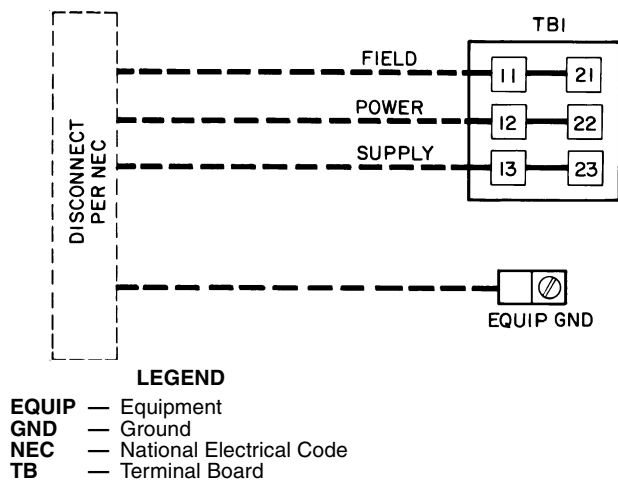 TB1
FIELD
11
21
POWER
12
22
SUPPLY
13
23
DISCONNECT
PER NEC
EQUIP GND
LEGEND
EQUIP — Equipment
GND — Ground
NEC — National Electrical Code
TB — Terminal Board